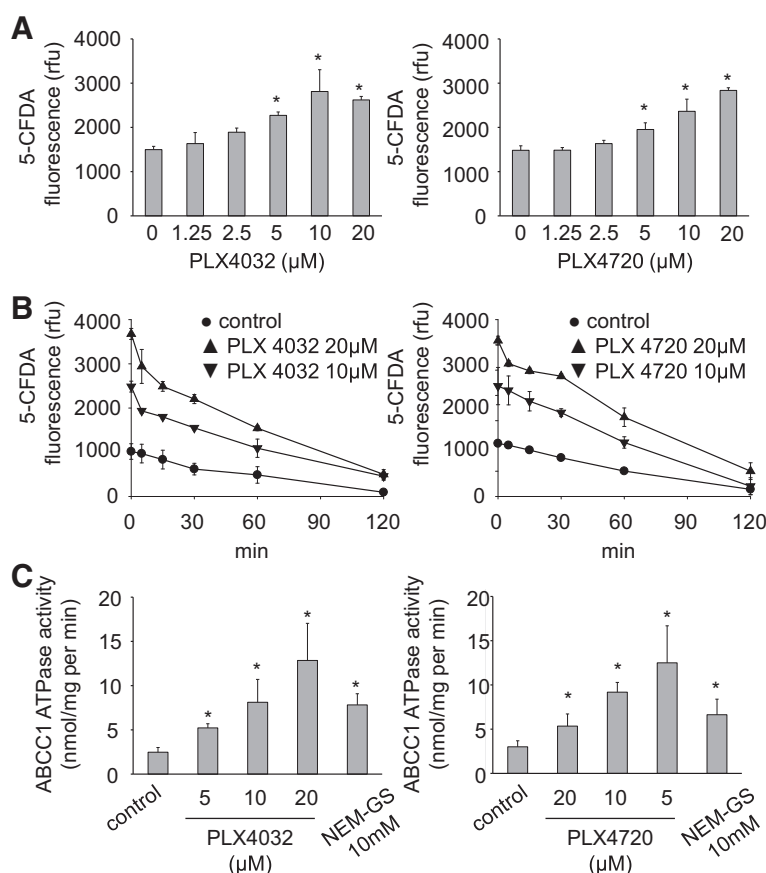 A
5-CFDA
fluorescence (rfu)
4000
3000
2000
1000
0
* * *
0 1.25 2.5 5 10 20
PLX4032 (µM)
5-CFDA
fluorescence (rfu)
4000
3000
2000
1000
0
* * *
0 1.25 2.5 5 10 20
PLX4720 (µM)
B
5-CFDA
fluorescence (rfu)
4000
3000
2000
1000
0
● control
▲ PLX 4032 20µM
▼ PLX 4032 10µM
0 30 60 90 120
min
5-CFDA
fluorescence (rfu)
4000
3000
2000
1000
0
● control
▲ PLX 4720 20µM
▼ PLX 4720 10µM
0 30 60 90 120
min
C
ABCC1 ATPase activity
(nmol/mg per min)
20
15
10
5
0
* * * *
control 5 10 20 NEM-GS
10mM
PLX4032
(µM)
ABCC1 ATPase activity
(nmol/mg per min)
20
15
10
5
0
* * * *
control 20 10 5 NEM-GS
10mM
PLX4720
(µM)